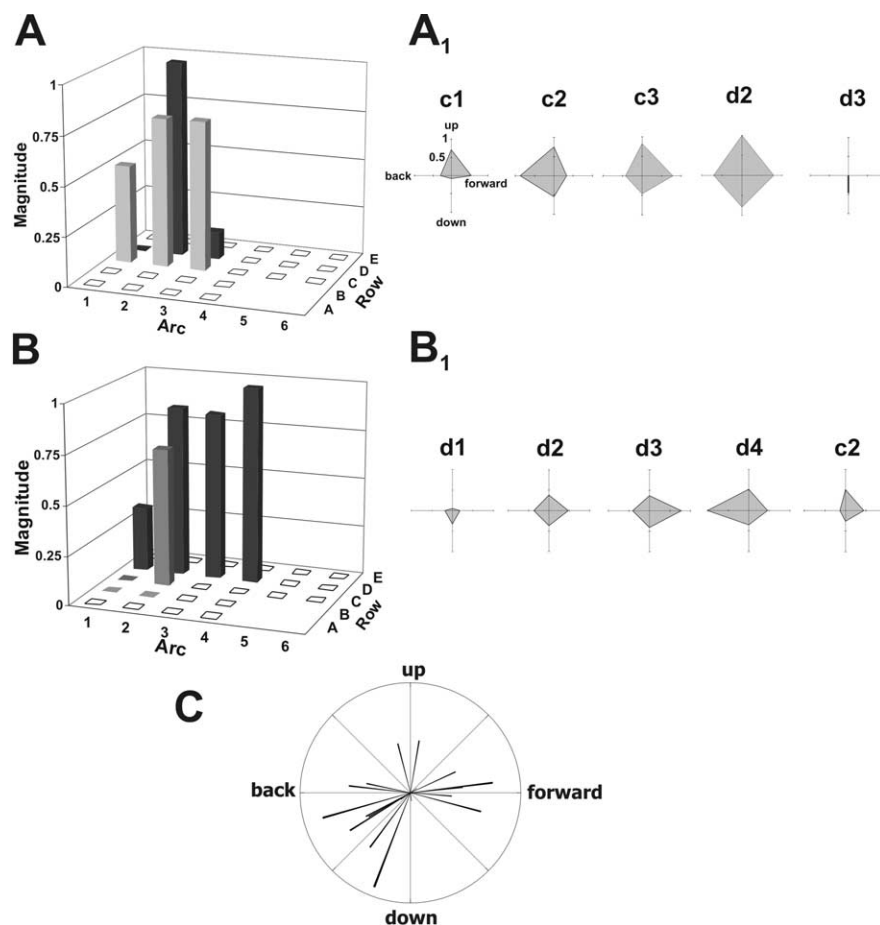 A
Magnitude
1
0.75
0.5
0.25
0
1 2 3 4 5 6
Arc
A B C D E
Row
A1
c1 c2 c3 d2 d3
up
1
0.5
back
forward
down
B
Magnitude
1
0.75
0.5
0.25
0
1 2 3 4 5 6
Arc
A B C D E
Row
B1
d1 d2 d3 d4 c2
C
up
back
forward
down